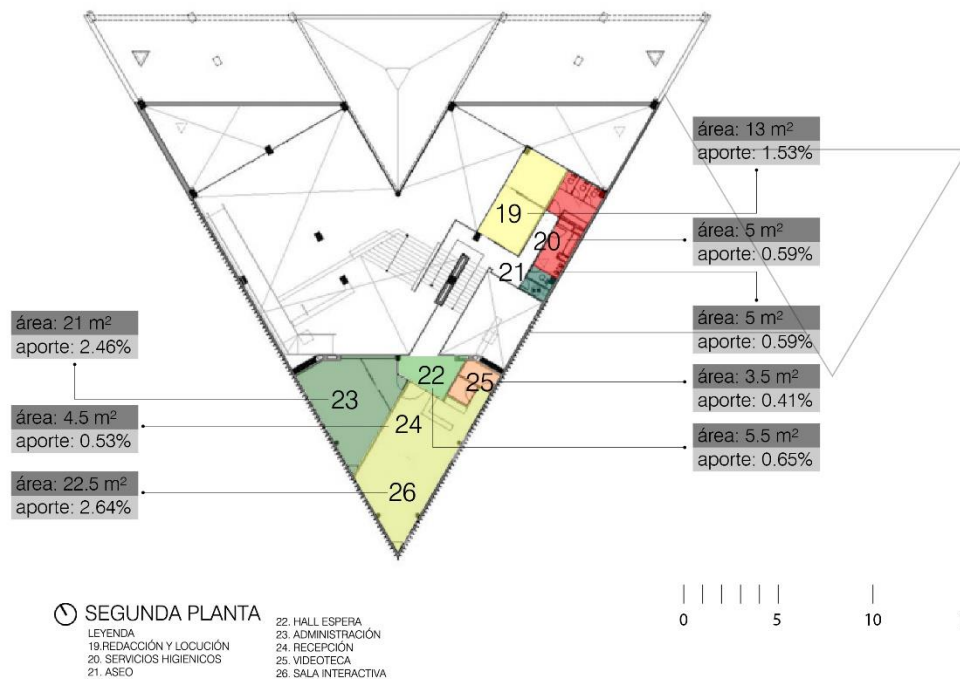 área: 13 m²
aporte: 1.53%
19
20
área: 5 m²
aporte: 0.59%
21
área: 21 m²
aporte: 2.46%
área: 5 m²
aporte: 0.59%
22
25
área: 3.5 m²
aporte: 0.41%
23
24
área: 4.5 m²
aporte: 0.53%
área: 5.5 m²
aporte: 0.65%
área: 22.5 m²
aporte: 2.64%
26
0 5 10
SEGUNDA PLANTA
LEYENDA
19.REDACCIÓN Y LOCUCIÓN
20. SERVICIOS HIGIENICOS
21. ASEO
22. HALL ESPERA
23. ADMINISTRACIÓN
24. RECEPCIÓN
25. VIDEOTECA
26. SALA INTERACTIVA